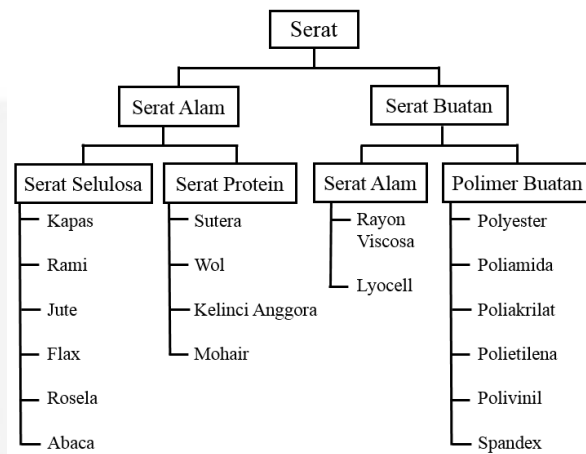 Serat
Serat Alam
Serat Buatan
Serat Selulosa
Serat Protein
Serat Alam
Polimer Buatan
Kapas
Rami
Jute
Flax
Rosela
Abaca
Sutera
Wol
Kelinci Anggora
Mohair
Rayon
Viscosa
Lyocell
Polyester
Poliamida
Poliakrilat
Polietilena
Polivinil
Spandex